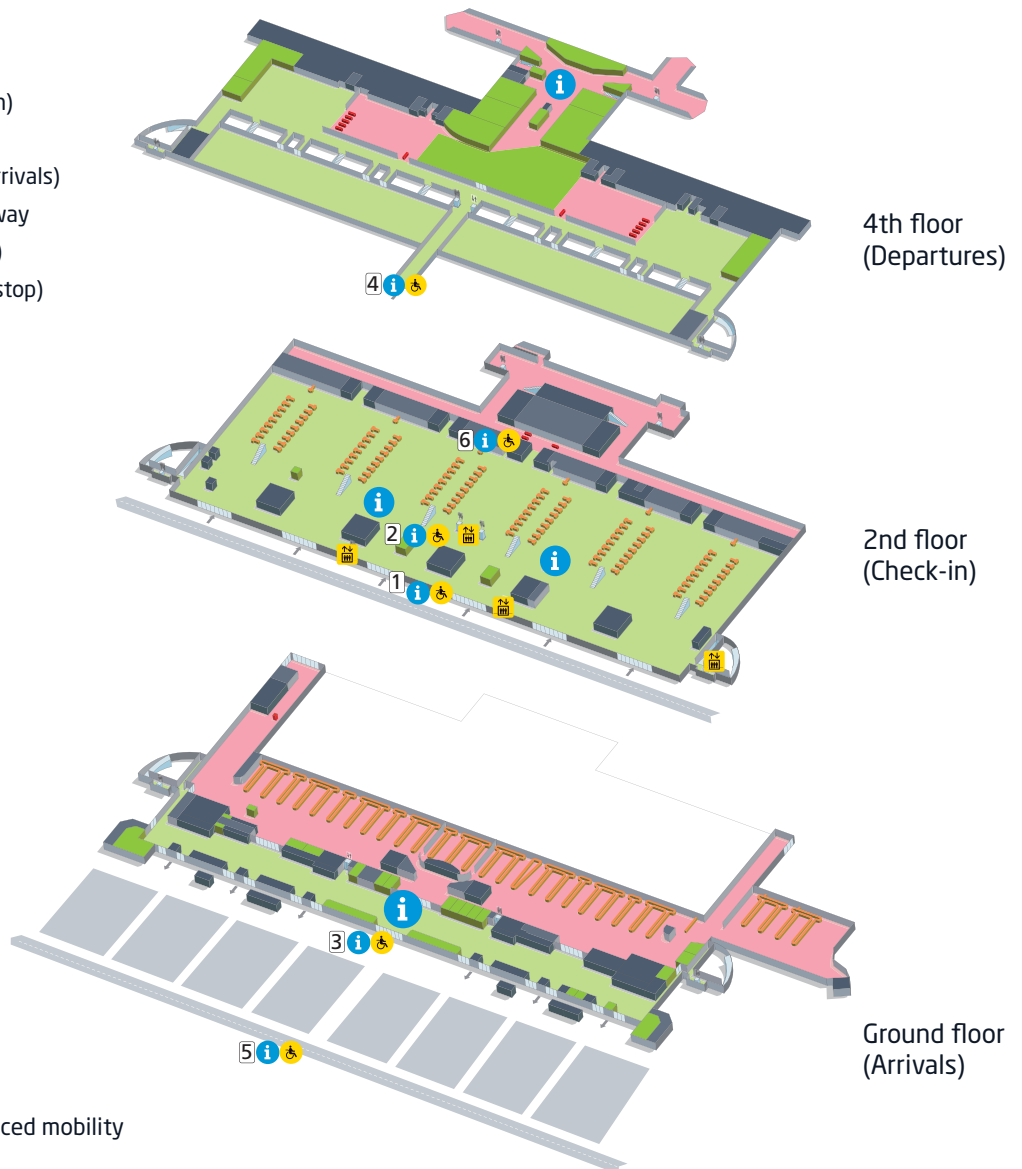 n)
rivals)
way
)
stop)
i
4 i
4th floor
(Departures)
6 i
i
2 i
i
1 i
2nd floor
(Check-in)
i
3 i
5 i
Ground floor
(Arrivals)
ced mobility